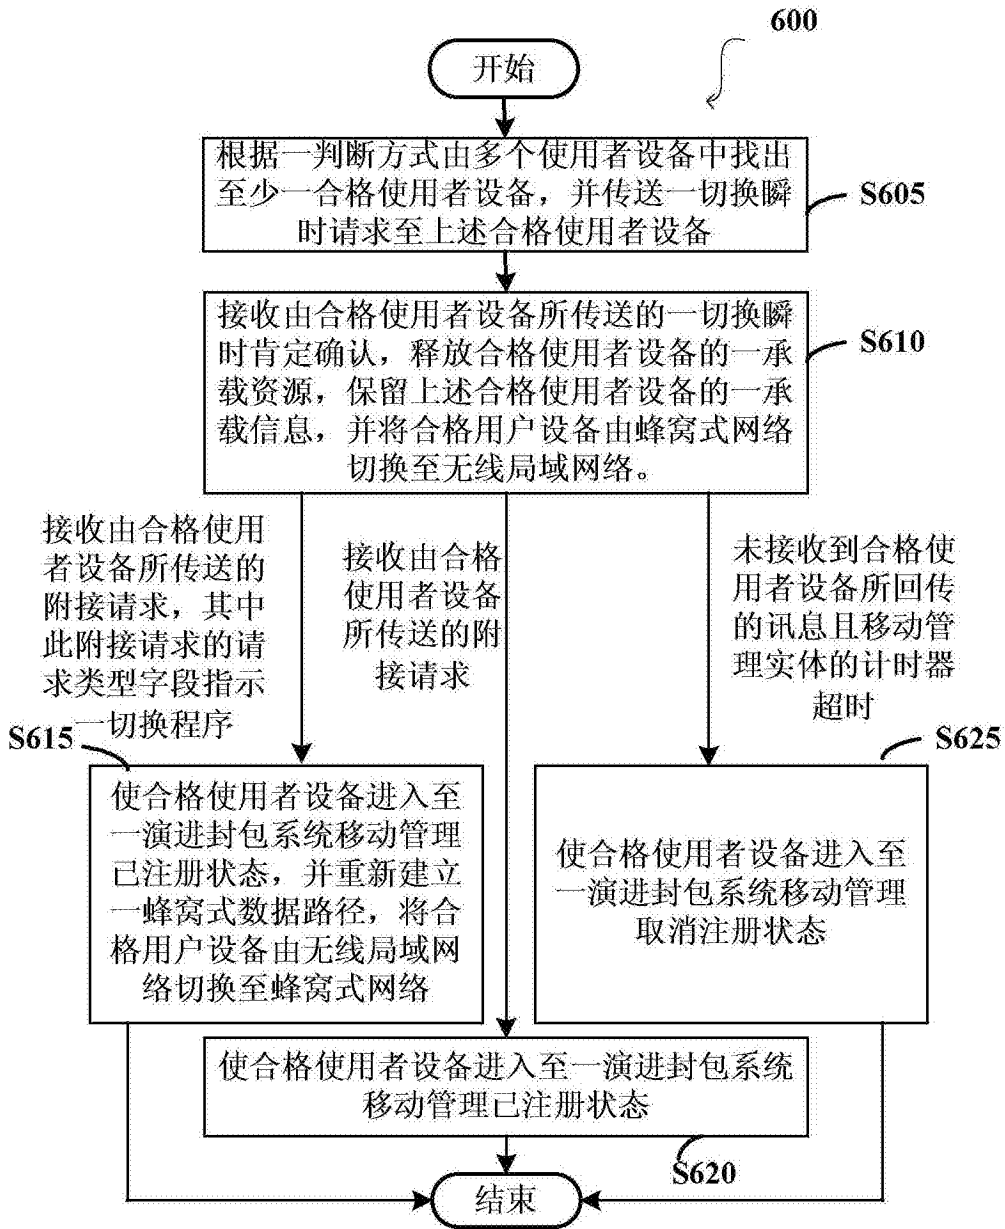 600
开始
根据一判断方式由多个使用者设备中找出
至少一合格使用者设备，并传送一切换瞬
时请求至上述合格使用者设备
S605
接收由合格使用者设备所传送的一切换瞬
时肯定确认，释放合格使用者设备的一承
载资源，保留上述合格使用者设备的一承
载信息，并将合格用户设备由蜂窝式网络
切换至无线局域网络。
S610
接收由合格使用
者设备所传送的
附接请求，其中
此附接请求的请
求类型字段指示
一切换程序
接收由合格
使用者设备
所传送的附
接请求
未接收到合格使
用者设备所回传
的讯息且移动管
理实体的计时器
超时
S615
使合格使用者设备进入至
一演进封包系统移动管理
已注册状态，并重新建立
一蜂窝式数据路径，将合
格用户设备由无线局域网
络切换至蜂窝式网络
S625
使合格使用者设备进入至
一演进封包系统移动管理
取消注册状态
使合格使用者设备进入至一演进封包系统
移动管理已注册状态
S620
结束